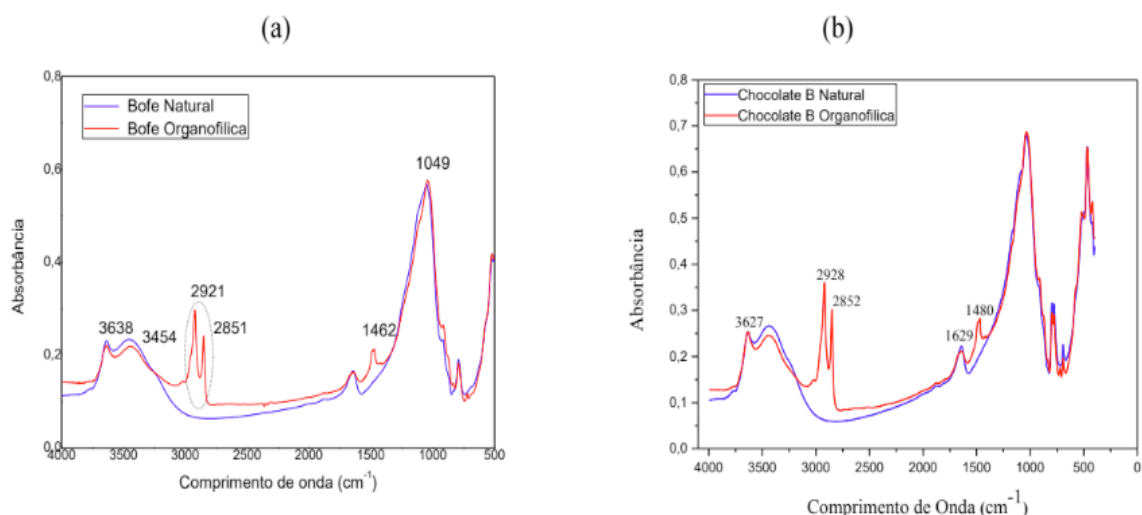 (a)
(b)
0,8
Bofe Natural
Bofe Organofilica
0,6
0,4
0,2
0,0
Absorbância
3638
3454
2921
2851
1462
1049
4000 3500 3000 2500 2000 1500 1000 500
Comprimento de onda (cm-1)
0,8
0,7
0,6
0,5
0,4
0,3
0,2
0,1
0,0
Absorbância
Chocolate B Natural
Chocolate B Organofilica
3627
2928
2852
1629
1480
4000 3500 3000 2500 2000 1500 1000 500 0
Comprimento de Onda (cm-1)